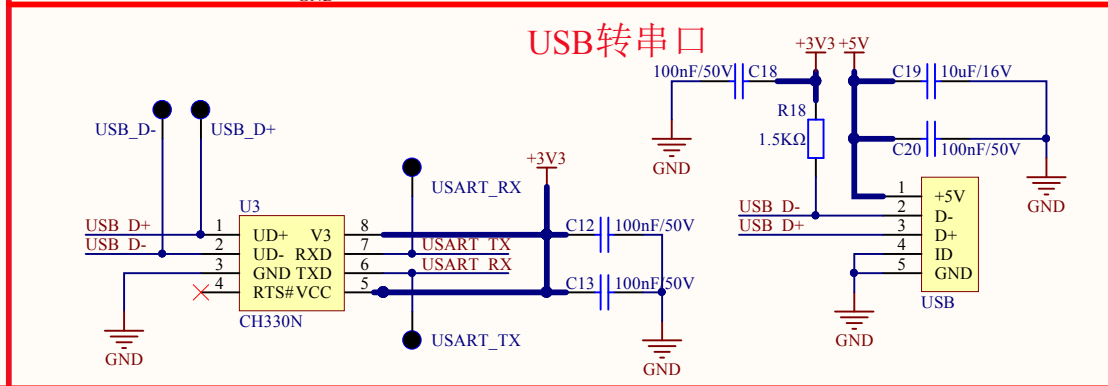 GND
USB转串口
+3V3 +5V
100nF/50V C18
C19 10uF/16V
R18
1.5KΩ
C20 100nF/50V
GND
GND
USB_D-
USB_D+
USART_RX
+3V3
U3
USB_D+ 1 UD+ V3 8
USB_D- 2 UD- RXD 7 USART_TX
3 GND TXD 6 USART_RX
4 RTS# VCC 5
CH330N
C12 100nF/50V
C13 100nF/50V
GND
USART_TX
GND
1 +5V
USB_D- 2 D-
USB_D+ 3 D+
4 ID
5 GND
USB
GND